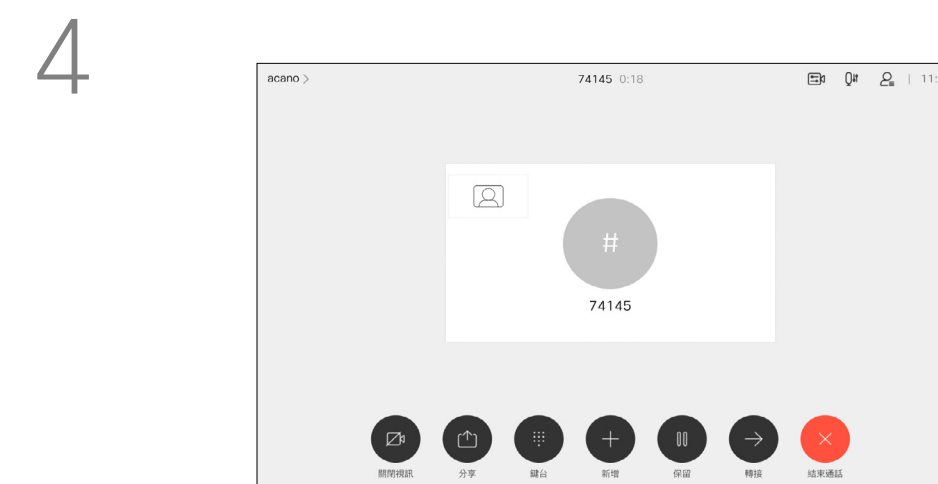 4
acano >
74145 0:18
11:
#
74145
關閉視訊
分享
鍵台
新增
保留
轉接
結束通話